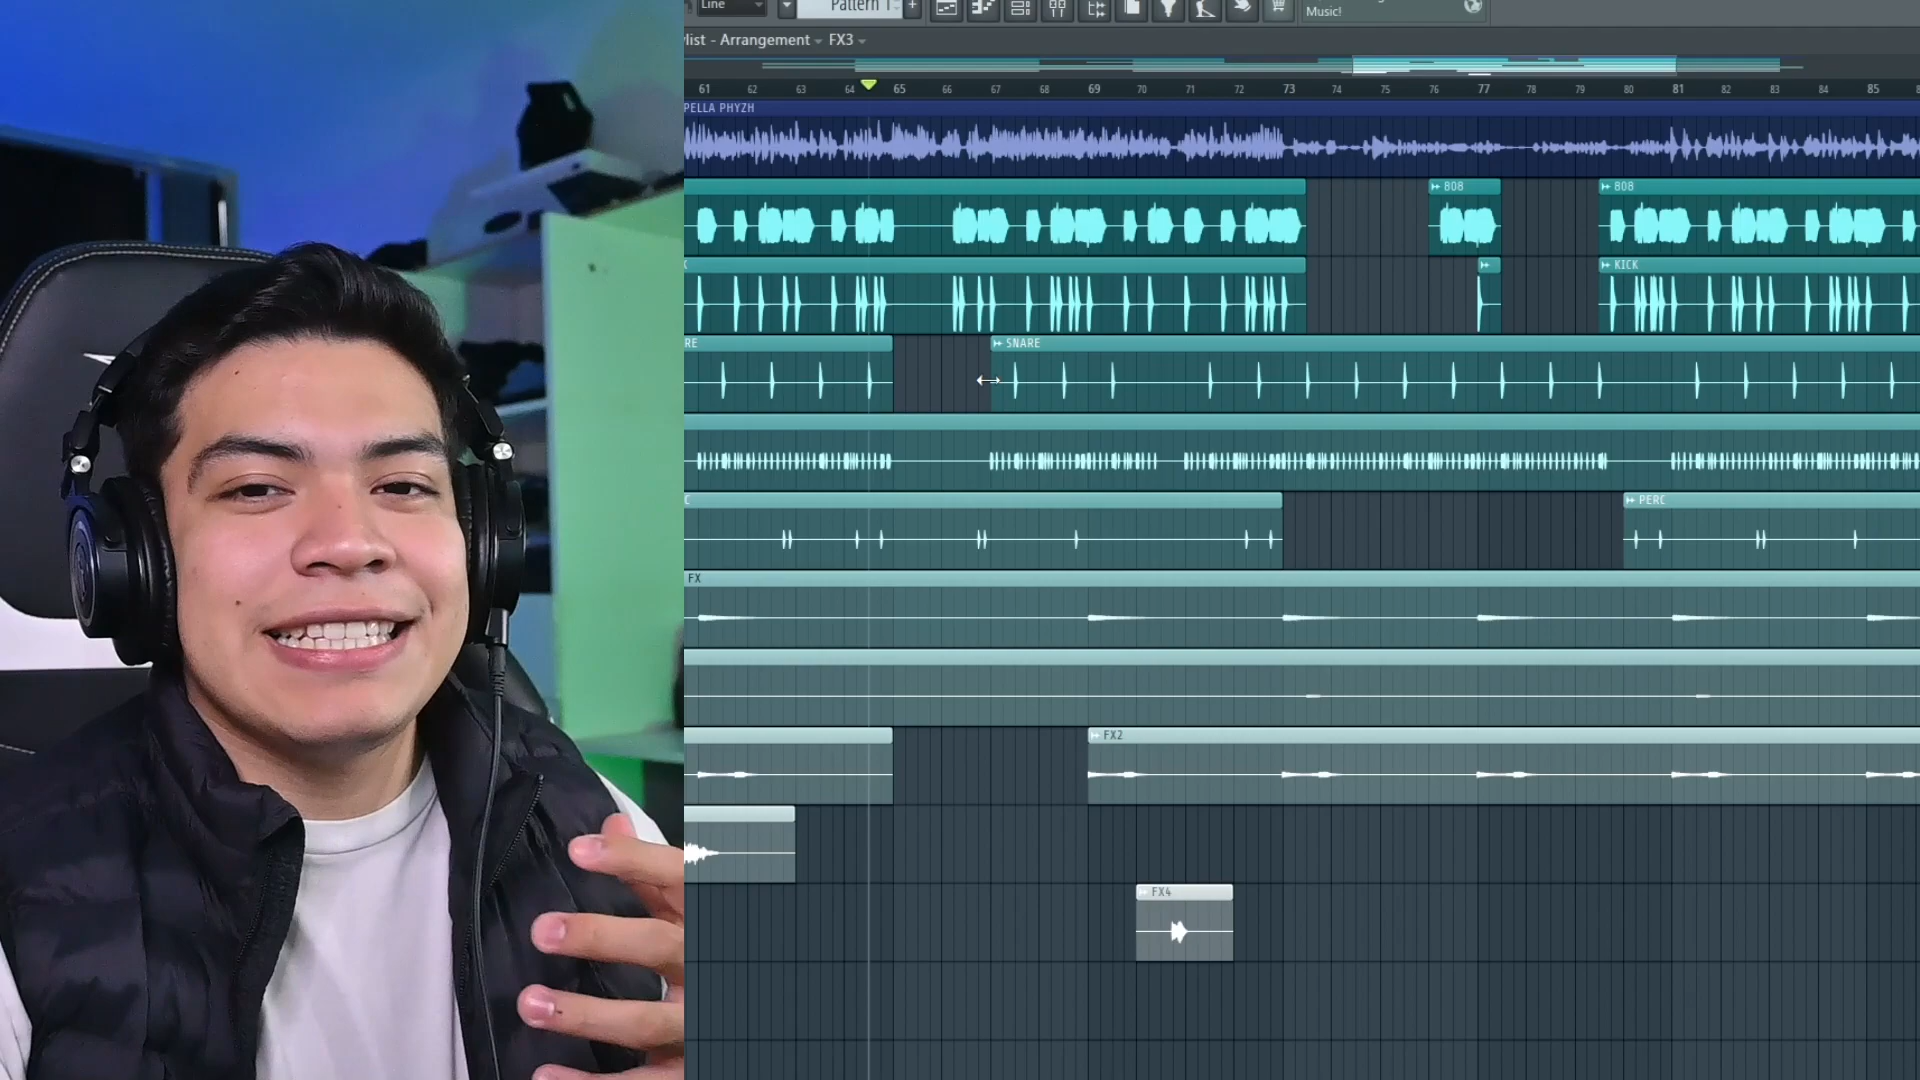 Line
Pattern 1
Music!
list - Arrangement
FX3
61 62 63 64 65 66 67 68 69 70 71 72 73 74 75 76 77 78 79 80 81 82 83 84 85
PELLA PHYZH
808
808
KICK
RE
SNARE
C
PERC
FX
FX2
FX4